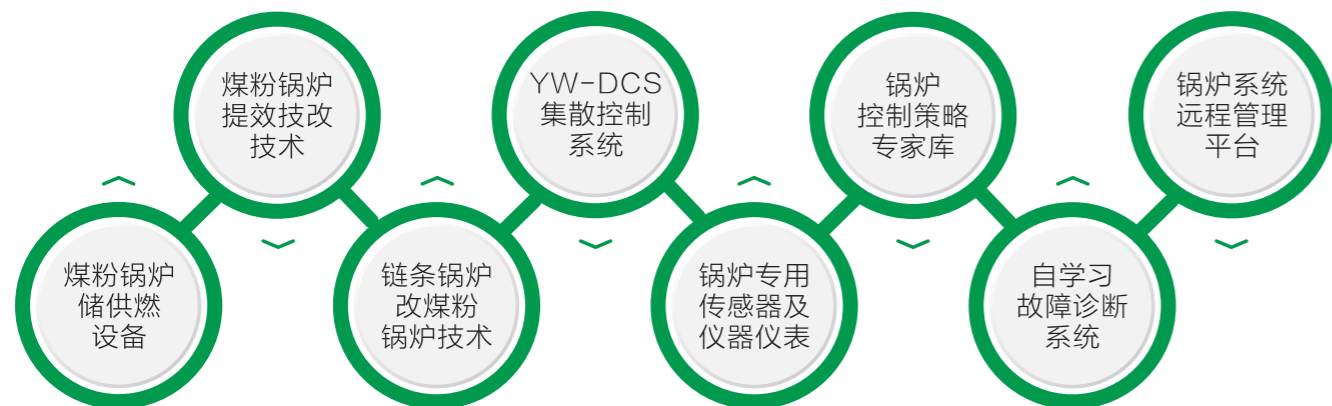 煤粉锅炉
储供燃
设备
煤粉锅炉
提效技改
技术
链条锅炉
改煤粉
锅炉技术
YW-DCS
集散控制
系统
锅炉专用
传感器及
仪器仪表
锅炉
控制策略
专家库
自学习
故障诊断
系统
锅炉系统
远程管理
平台